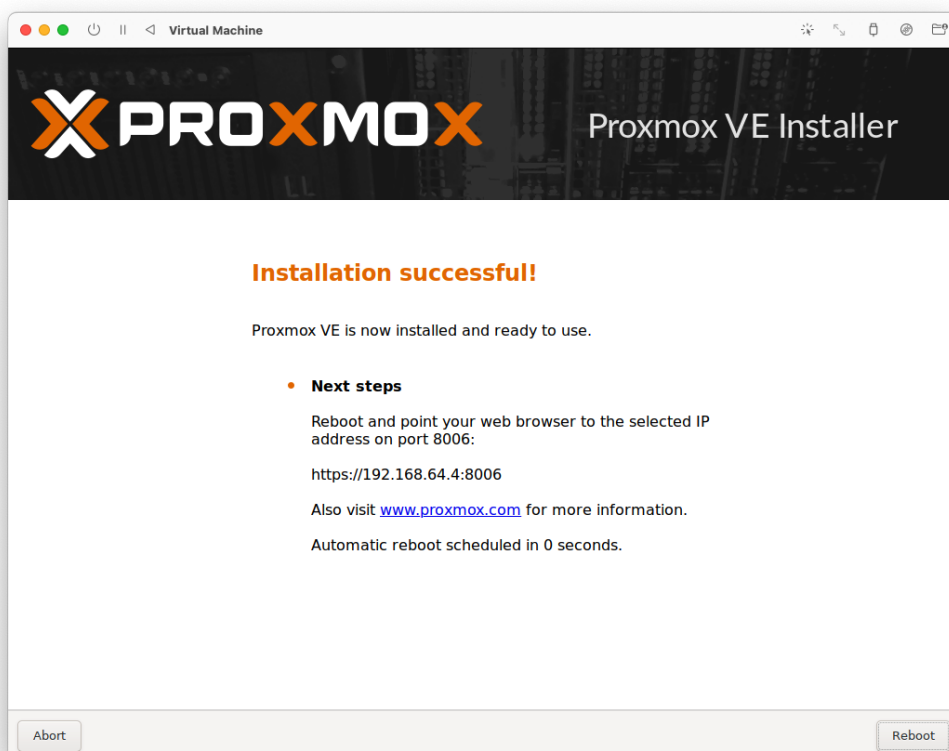 Virtual Machine
PROXMOX
Proxmox VE Installer
Installation successful!
Proxmox VE is now installed and ready to use.
Next steps
Reboot and point your web browser to the selected IP
address on port 8006:
https://192.168.64.4:8006
Also visit www.proxmox.com for more information.
Automatic reboot scheduled in 0 seconds.
Abort
Reboot